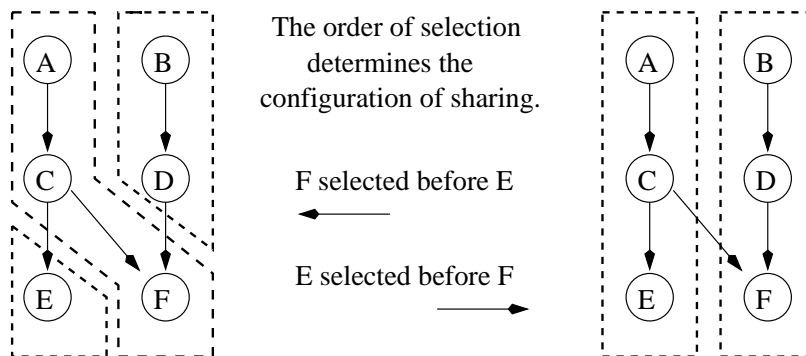 A
B
The order of selection
determines the
configuration of sharing.
A
B
C
D
F selected before E
C
D
E
F
E selected before F
E
F